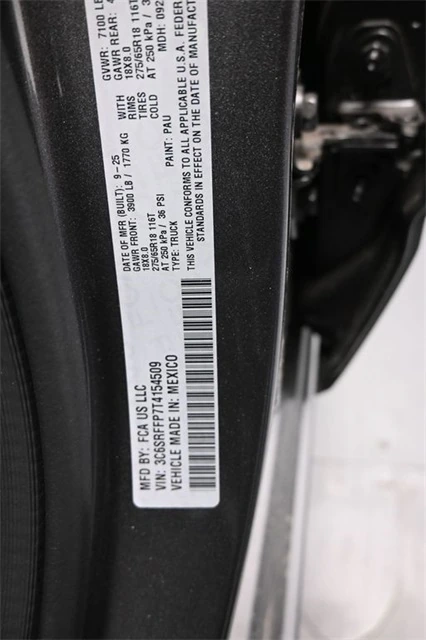 MFD BY: FCA US LLC
DATE OF MFR (BUILT): 9-25
GVWR: 7100 LB
GAWR FRONT: 3900 LB / 1770 KG WITH GAWR REAR: 4
18X8.0 RIMS 18X8.0
275/65R18 116T TIRES 275/65R18 116T
AT 250 kPa / 36 PSI COLD AT 250 kPa / 3
VIN: 3C6SRFFP7T4154509
TYPE: TRUCK PAINT: PAU MDH: 092
VEHICLE MADE IN: MEXICO
THIS VEHICLE CONFORMS TO ALL APPLICABLE U.S.A. FEDER
STANDARDS IN EFFECT ON THE DATE OF MANUFACT